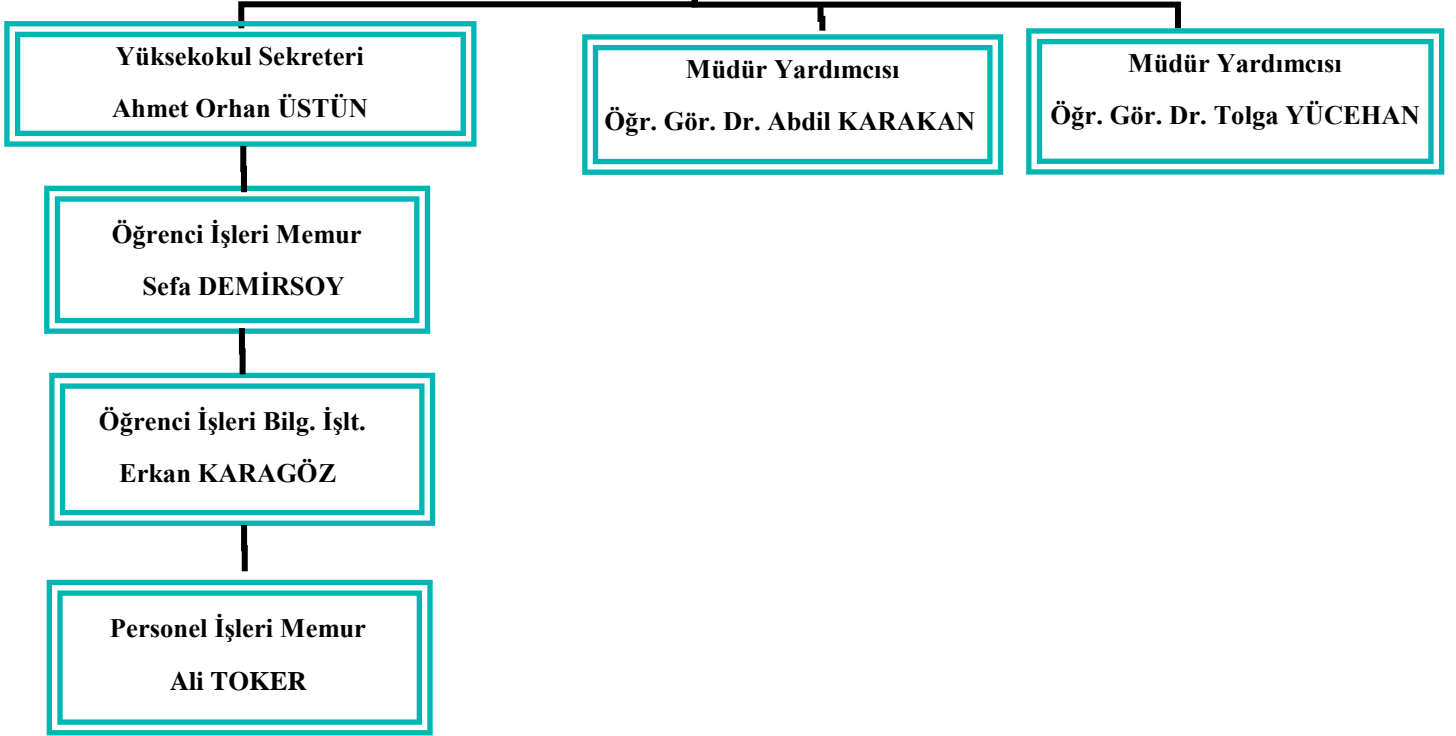 Yüksekokul Sekreteri
Ahmet Orhan ÜSTÜN
Müdür Yardımcısı
Öğr. Gör. Dr. Abdil KARAKAN
Müdür Yardımcısı
Öğr. Gör. Dr. Tolga YÜCEHAN
Öğrenci İşleri Memur
Sefa DEMİRSOY
Öğrenci İşleri Bilg. İşlt.
Erkan KARAGÖZ
Personel İşleri Memur
Ali TOKER